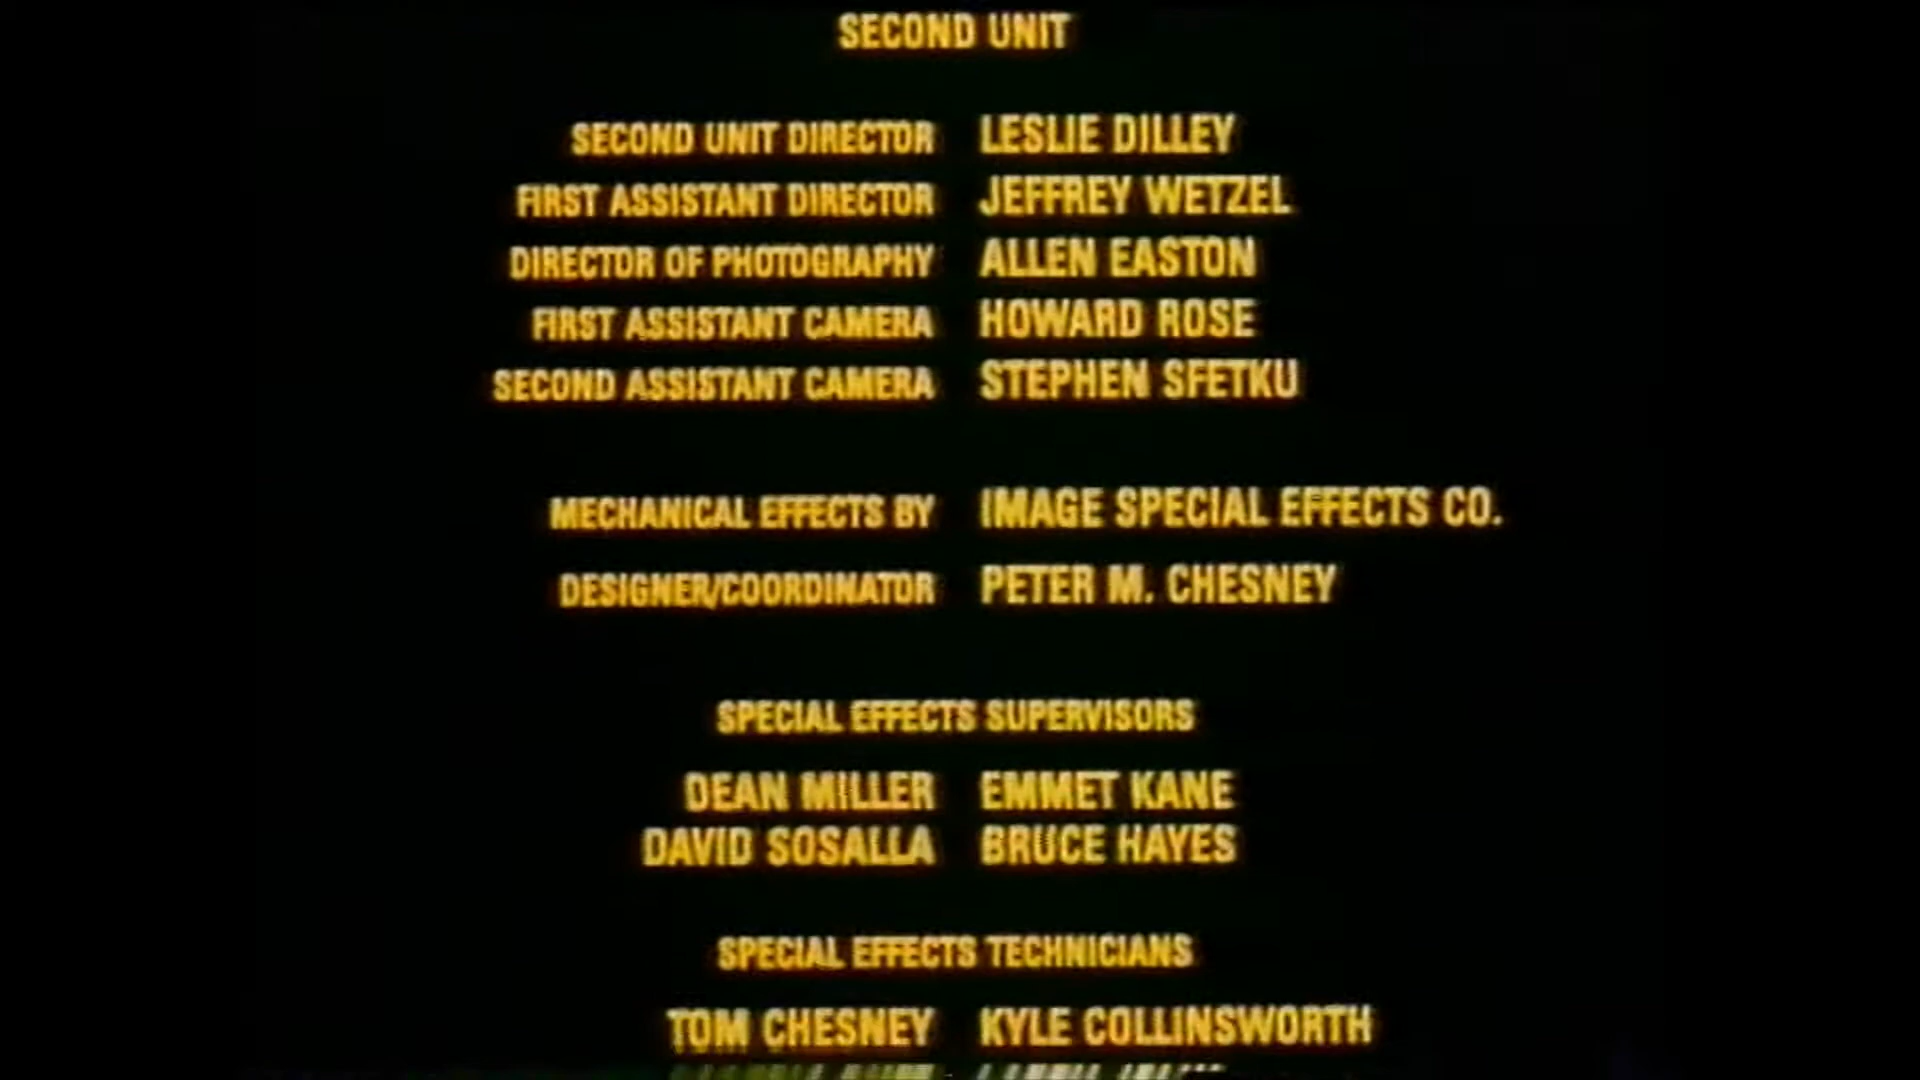 SECOND UNIT
SECOND UNIT DIRECTOR LESLIE DILLEY
FIRST ASSISTANT DIRECTOR JEFFREY WETZEL
DIRECTOR OF PHOTOGRAPHY ALLEN EASTON
FIRST ASSISTANT CAMERA HOWARD ROSE
SECOND ASSISTANT CAMERA STEPHEN SFETKU
MECHANICAL EFFECTS BY IMAGE SPECIAL EFFECTS CO.
DESIGNER/COORDINATOR PETER M. CHESNEY
SPECIAL EFFECTS SUPERVISORS
DEAN MILLER EMMET KANE
DAVID SOSALLA BRUCE HAYES
SPECIAL EFFECTS TECHNICIANS
TOM CHESNEY KYLE COLLINSWORTH